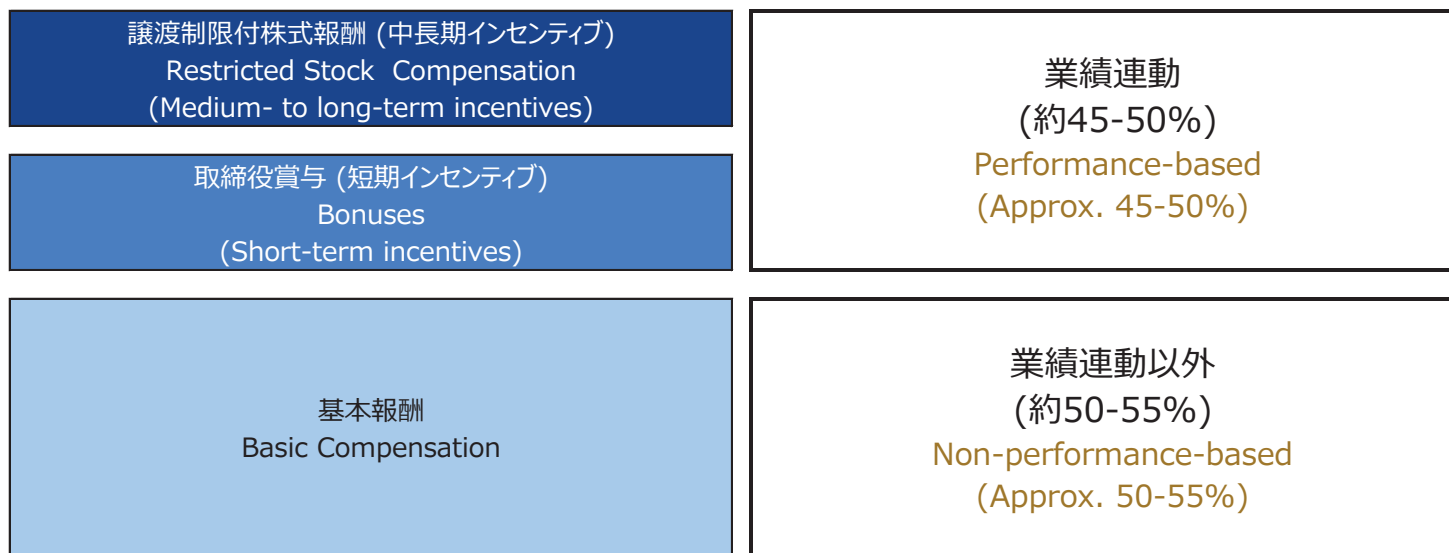 譲渡制限付株式報酬 (中長期インセンティブ)
Restricted Stock Compensation
(Medium- to long-term incentives)
業績連動
(約45-50%)
Performance-based
(Approx. 45-50%)
取締役賞与 (短期インセンティブ)
Bonuses
(Short-term incentives)
基本報酬
Basic Compensation
業績連動以外
(約50-55%)
Non-performance-based
(Approx. 50-55%)